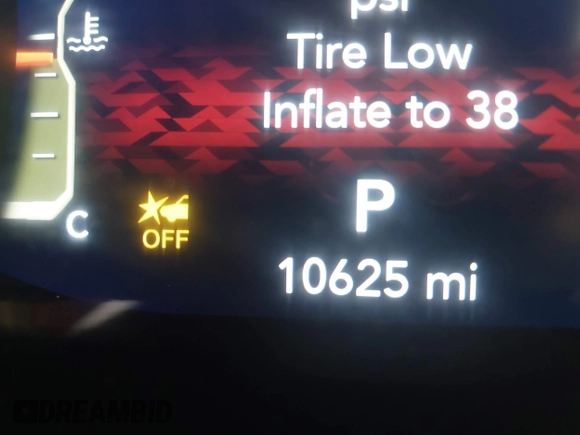 psi
Tire Low
Inflate to 38
P
C
OFF
10625 mi
DREAMBID